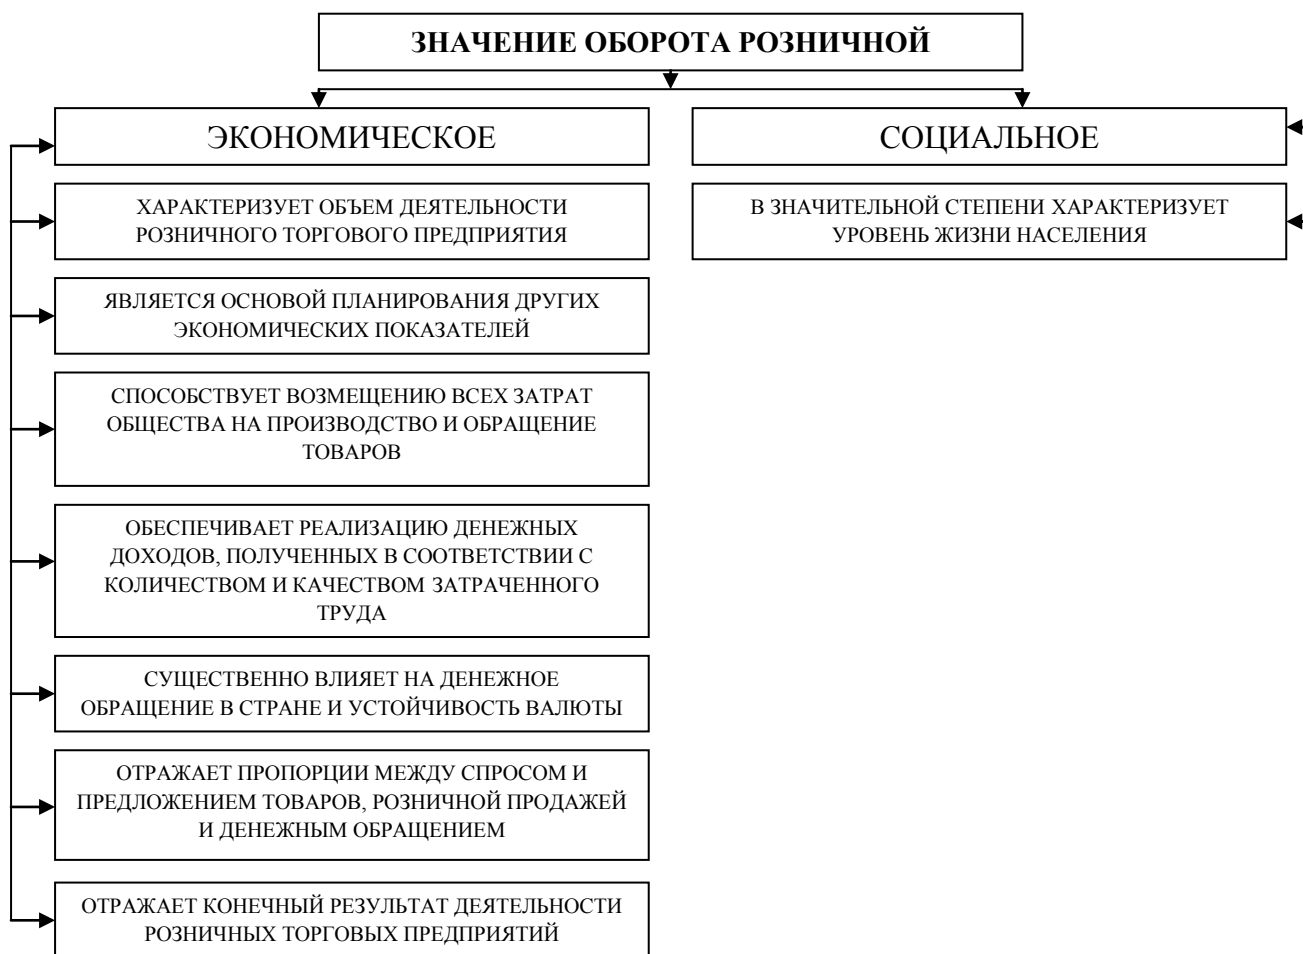 ЗНАЧЕНИЕ ОБОРОТА РОЗНИЧНОЙ
ЭКОНОМИЧЕСКОЕ
СОЦИАЛЬНОЕ
ХАРАКТЕРИЗУЕТ ОБЪЕМ ДЕЯТЕЛЬНОСТИ
РОЗНИЧНОГО ТОРГОВОГО ПРЕДПРИЯТИЯ
В ЗНАЧИТЕЛЬНОЙ СТЕПЕНИ ХАРАКТЕРИЗУЕТ
УРОВЕНЬ ЖИЗНИ НАСЕЛЕНИЯ
ЯВЛЯЕТСЯ ОСНОВОЙ ПЛАНИРОВАНИЯ ДРУГИХ
ЭКОНОМИЧЕСКИХ ПОКАЗАТЕЛЕЙ
СПОСОБСТВУЕТ ВОЗМЕЩЕНИЮ ВСЕХ ЗАТРАТ
ОБЩЕСТВА НА ПРОИЗВОДСТВО И ОБРАЩЕНИЕ
ТОВАРОВ
ОБЕСПЕЧИВАЕТ РЕАЛИЗАЦИЮ ДЕНЕЖНЫХ
ДОХОДОВ, ПОЛУЧЕННЫХ В СООТВЕТСТВИИ С
КОЛИЧЕСТВОМ И КАЧЕСТВОМ ЗАТРАЧЕННОГО
ТРУДА
СУЩЕСТВЕННО ВЛИЯЕТ НА ДЕНЕЖНОЕ
ОБРАЩЕНИЕ В СТРАНЕ И УСТОЙЧИВОСТЬ ВАЛЮТЫ
ОТРАЖАЕТ ПРОПОРЦИИ МЕЖДУ СПРОСОМ И
ПРЕДЛОЖЕНИЕМ ТОВАРОВ, РОЗНИЧНОЙ ПРОДАЖЕЙ
И ДЕНЕЖНЫМ ОБРАЩЕНИЕМ
ОТРАЖАЕТ КОНЕЧНЫЙ РЕЗУЛЬТАТ ДЕЯТЕЛЬНОСТИ
РОЗНИЧНЫХ ТОРГОВЫХ ПРЕДПРИЯТИЙ